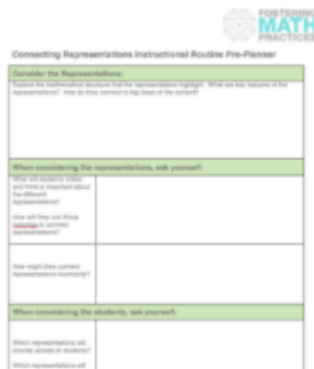 FOSTERING
MATH
PRACTICES
Connecting Representations Instructional Routine Pre-Planner
Consider the Representations:
Explore the mathematical structure that the representations highlight. What are key features of the
representations? How do they connect to big ideas of the content?
When considering the representations, ask yourself:
What will students notice
and think is important about
the different
representations?
How will they use those
to connect
representations?
How might they connect
representations incorrectly?
When considering the students, ask yourself:
Which representations will
provide access to students?
Which representations will